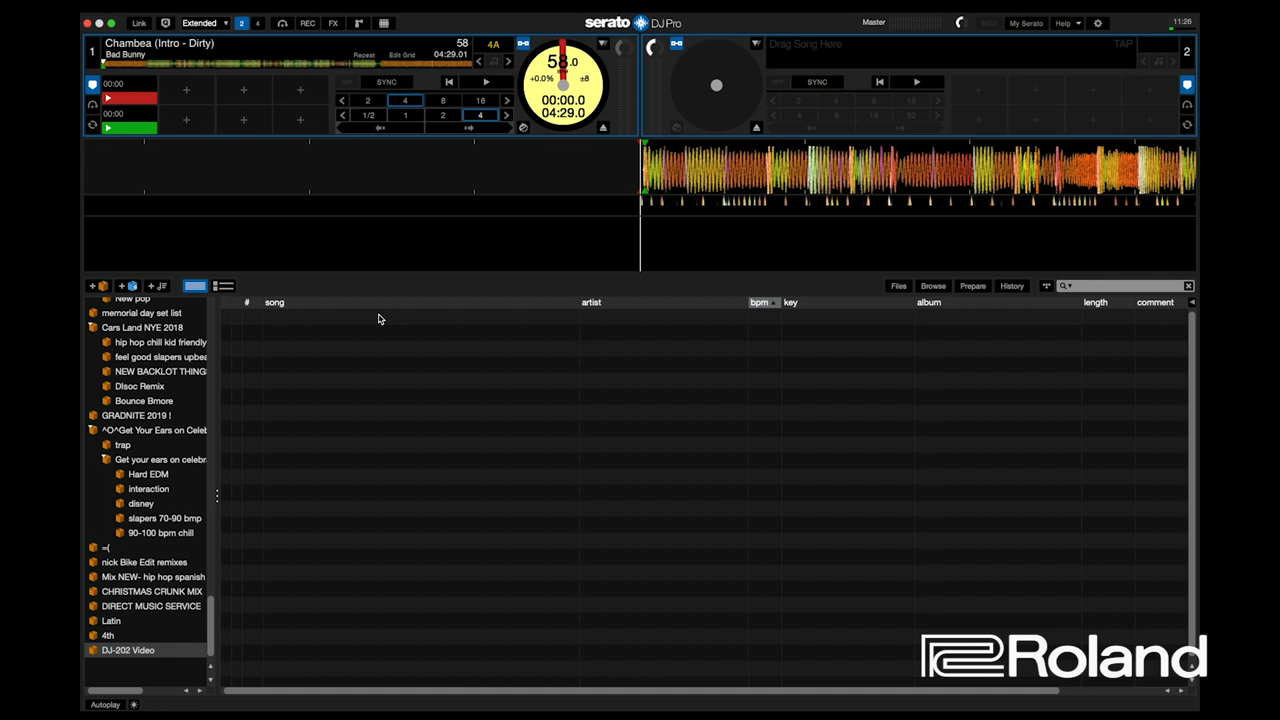 Link Extended 2 4 REC FX serato DJ Pro Master MIDI My Serato Help 11:26
1 Chambea (Intro - Dirty) 58 4A
Bad Bunny 04:29.01 Repeat Edit Grid
58.0
+0.0% ±8
00:00.0
04:29.0
Drag Song Here TAP 2
00:00 SYNC SYNC
2 4 8 16
00:00 1/2 1 2 4
Files Browse Prepare History
# song artist bpm key album length comment
New pop
memorial day set list
Cars Land NYE 2018
hip hop chill kid friendly
feel good slapers upbea
NEW BACKLOT THING
DIsoc Remix
Bounce Bmore
GRADNITE 2019 !
^O^Get Your Ears on Celeb
trap
Get your ears on celebr
Hard EDM
interaction
disney
slapers 70-90 bmp
90-100 bpm chill
=(
nick Bike Edit remixes
Mix NEW- hip hop spanish
CHRISTMAS CRUNK MIX
DIRECT MUSIC SERVICE
Latin
4th
DJ-202 Video
Roland
Autoplay